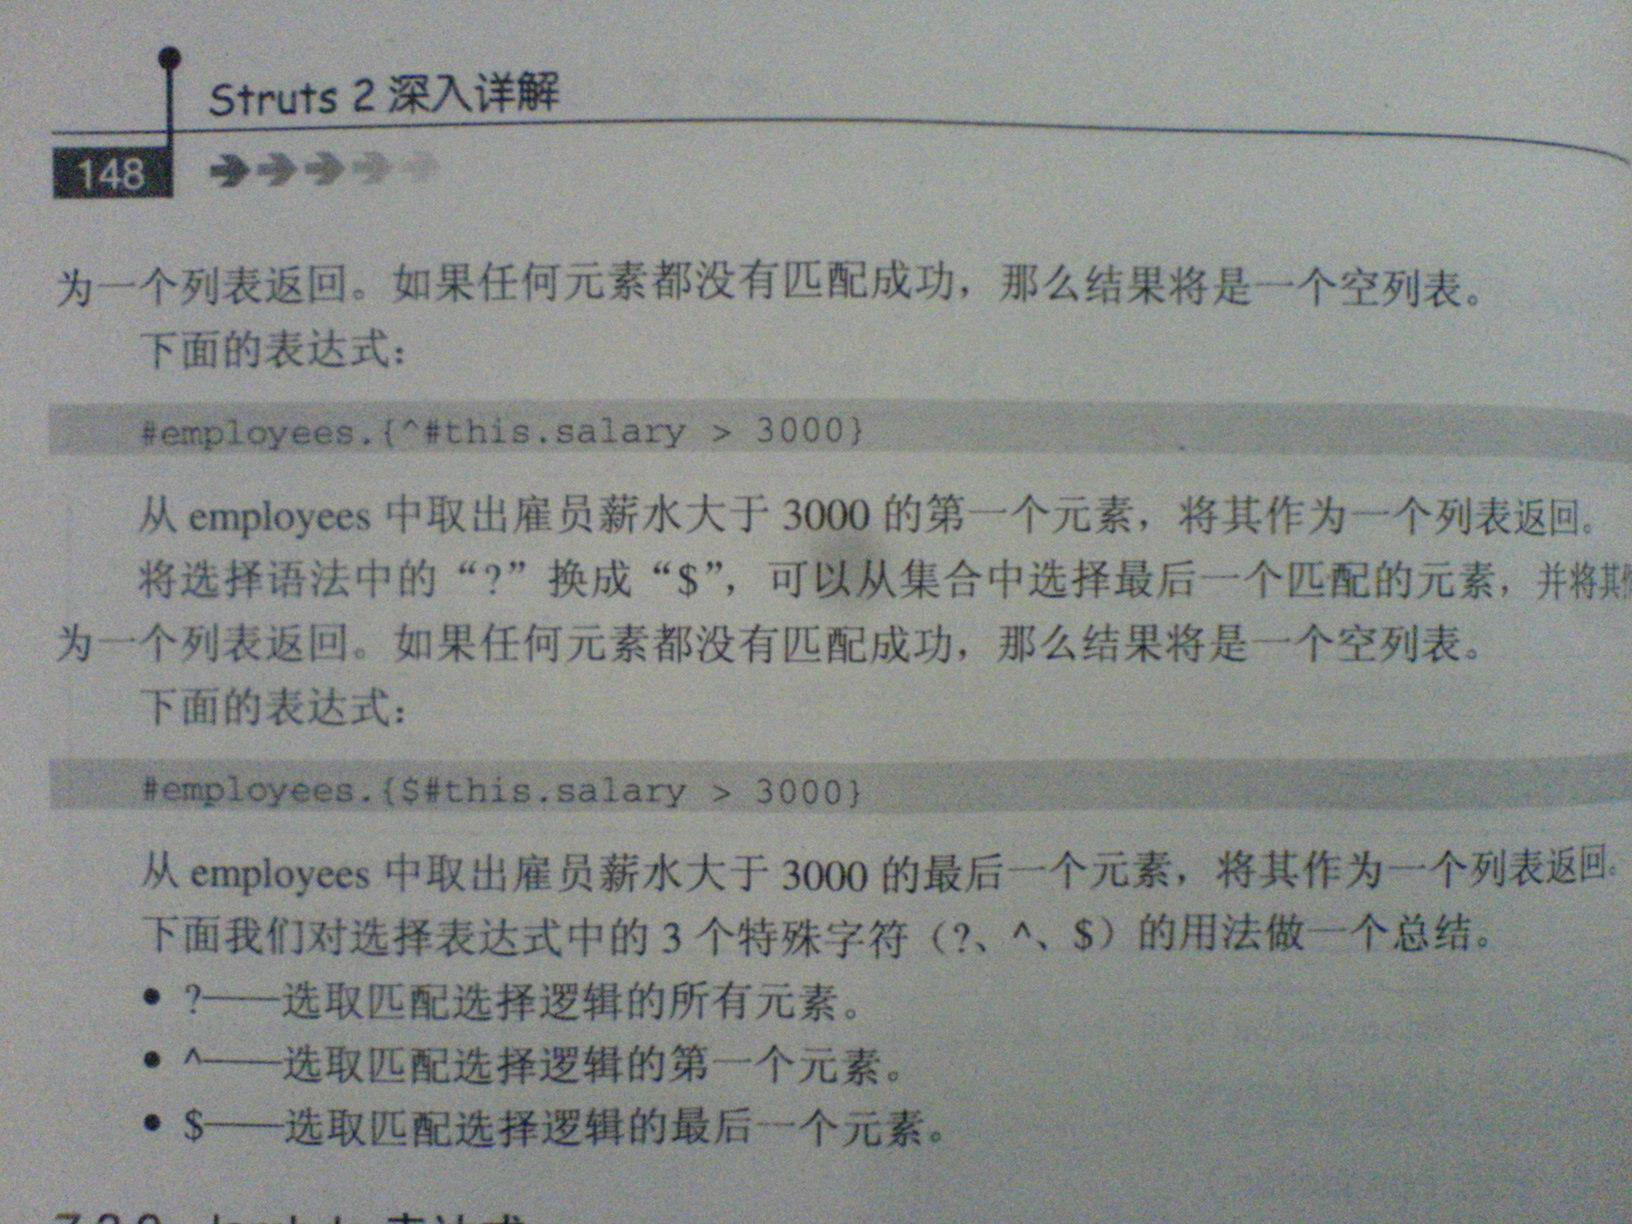 Struts 2 深入详解
148
为一个列表返回。如果任何元素都没有匹配成功，那么结果将是一个空列表。
下面的表达式：
#employees.{^#this.salary > 3000}
从 employees 中取出雇员薪水大于 3000 的第一个元素，将其作为一个列表返回。
将选择语法中的“?”换成“$”，可以从集合中选择最后一个匹配的元素，并将其
为一个列表返回。如果任何元素都没有匹配成功，那么结果将是一个空列表。
下面的表达式：
#employees.{$#this.salary > 3000}
从 employees 中取出雇员薪水大于 3000 的最后一个元素，将其作为一个列表返回。
下面我们对选择表达式中的 3 个特殊字符（?、^、$）的用法做一个总结。
• ?——选取匹配选择逻辑的所有元素。
• ^——选取匹配选择逻辑的第一个元素。
• $——选取匹配选择逻辑的最后一个元素。
表达式